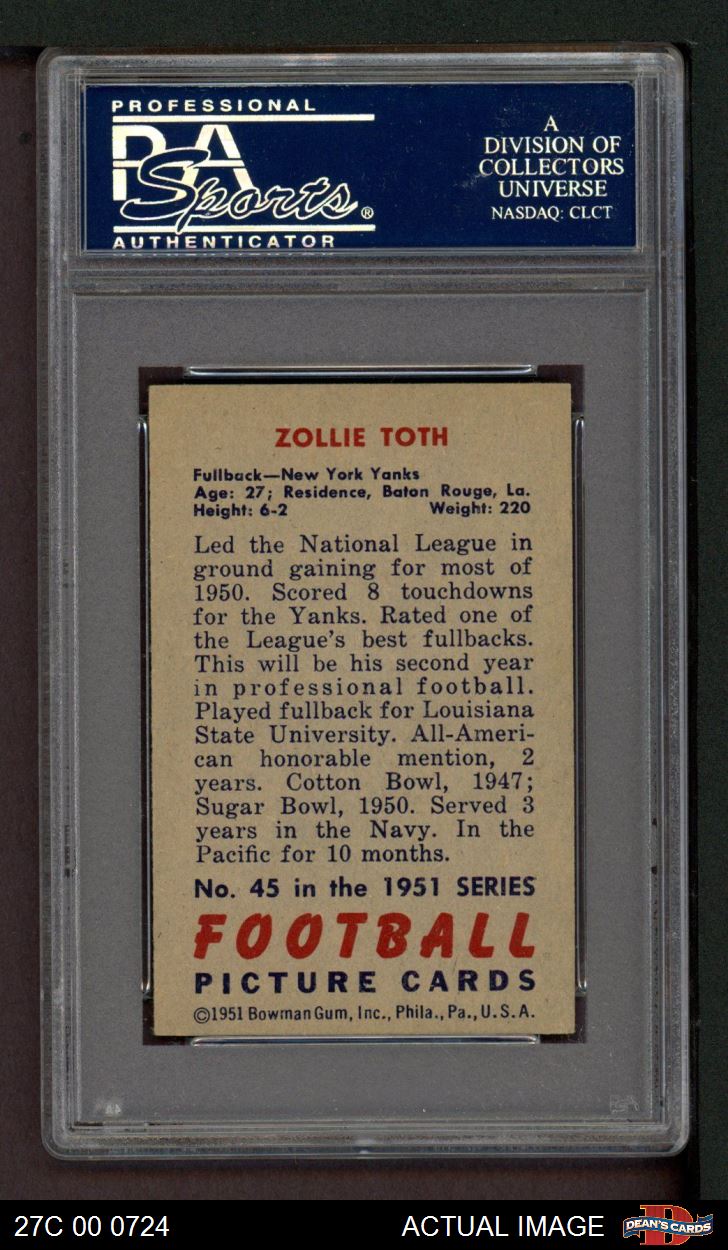 PROFESSIONAL
PSA
Sports®
AUTHENTICATOR
A
DIVISION OF
COLLECTORS
UNIVERSE
NASDAQ: CLCT
ZOLLIE TOTH
Fullback—New York Yanks
Age: 27; Residence, Baton Rouge, La.
Height: 6-2 Weight: 220
Led the National League in
ground gaining for most of
1950. Scored 8 touchdowns
for the Yanks. Rated one of
the League's best fullbacks.
This will be his second year
in professional football.
Played fullback for Louisiana
State University. All-Ameri-
can honorable mention, 2
years. Cotton Bowl, 1947;
Sugar Bowl, 1950. Served 3
years in the Navy. In the
Pacific for 10 months.
No. 45 in the 1951 SERIES
FOOTBALL
PICTURE CARDS
©1951 Bowman Gum, Inc., Phila., Pa., U.S.A.
27C 00 0724 ACTUAL IMAGE DEAN'S CARDS